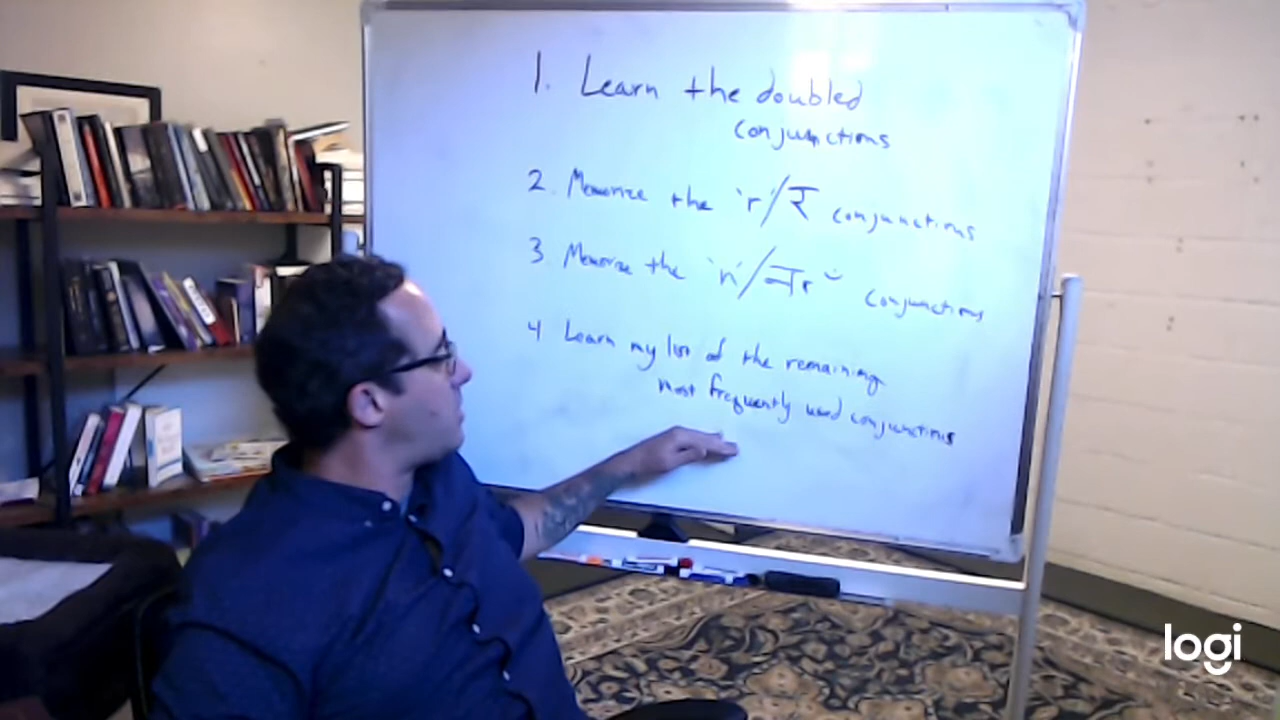 1. Learn the doubled
conjunctions
2. Memorize the 'r'/र conjunctions
3. Memorize the 'n'/न conjunctions
4 Learn my list of the remaining
most frequently used conjunctions
logi